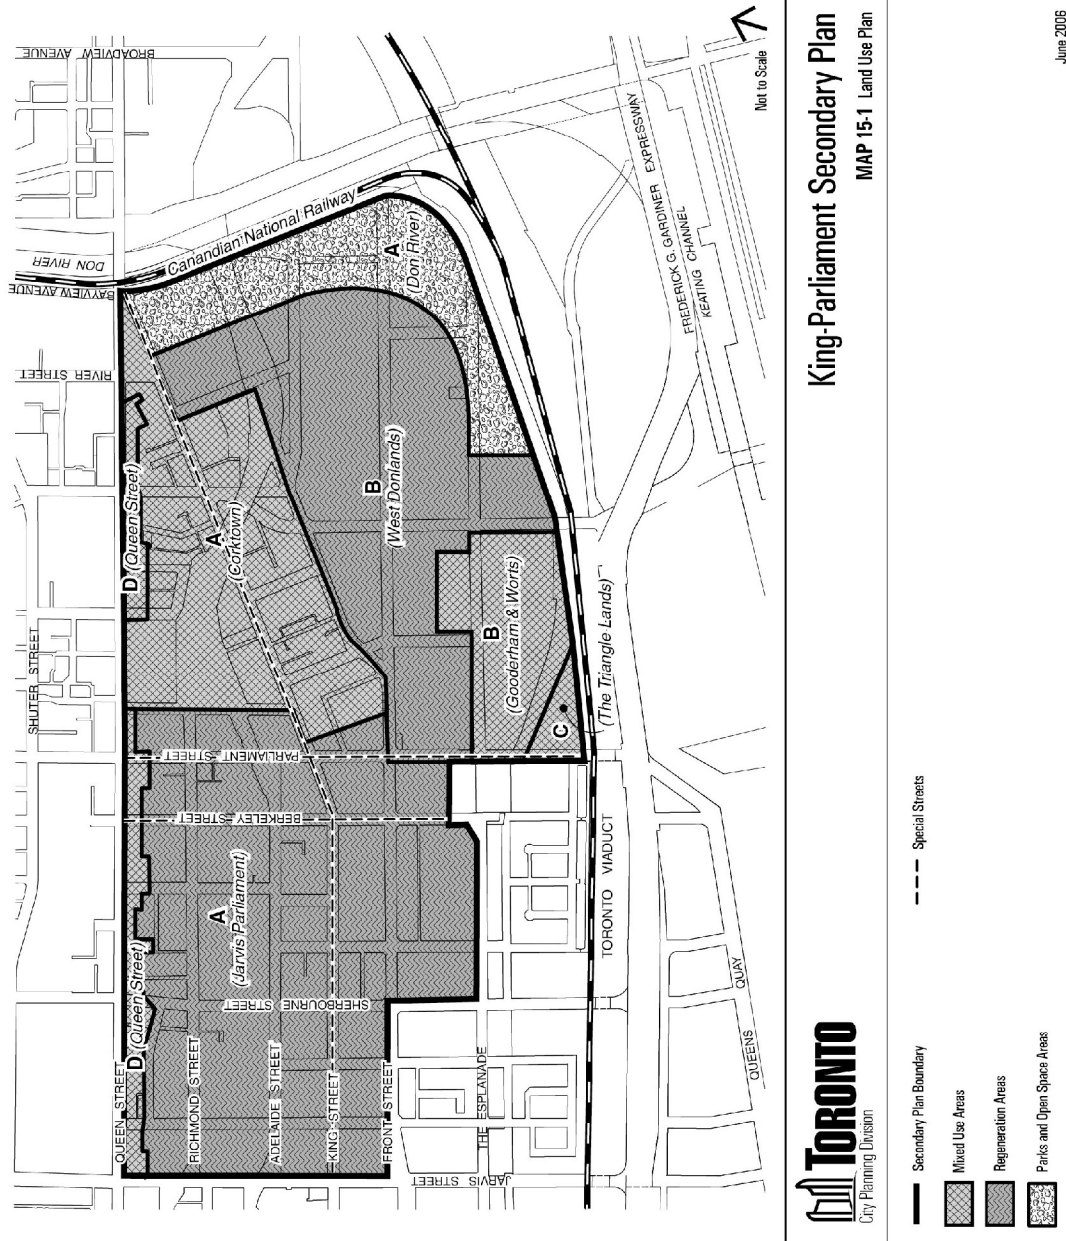 BROADVIEW AVENUE
DON RIVER
BAYVIEW AVENUE
RIVER STREET
SHUTER STREET
Canandian National Railway
A
(Don River)
D (Queen Street)
A
(Corktown)
B
(West Donlands)
B
(Gooderham & Worts)
C
(The Triangle Lands)
PARLIAMENT STREET
BERKELEY STREET
A
(Jarvis Parliament)
D (Queen Street)
SHERBOURNE STREET
QUEEN STREET
RICHMOND STREET
ADELAIDE STREET
KING STREET
FRONT STREET
THE ESPLANADE
JARVIS STREET
TORONTO VIADUCT
QUEENS QUAY
FREDERICK G. GARDINER EXPRESSWAY
KEATING CHANNEL
Not to Scale
TORONTO
City Planning Division
King-Parliament Secondary Plan
MAP 15-1 Land Use Plan
Secondary Plan Boundary
Mixed Use Areas
Regeneration Areas
Parks and Open Space Areas
Special Streets
June 2006